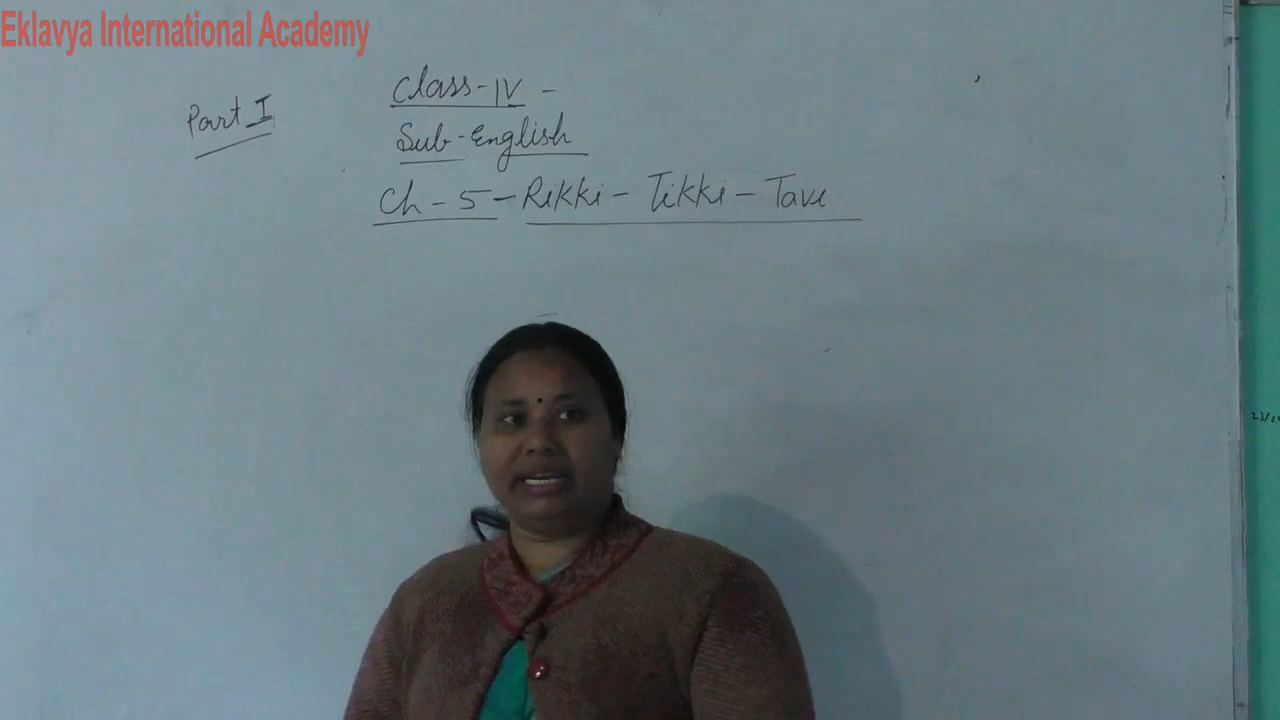 Eklavya International Academy
Part I
Class-IV -
Sub-English
Ch-5-Rikki-Tikki-Tavi